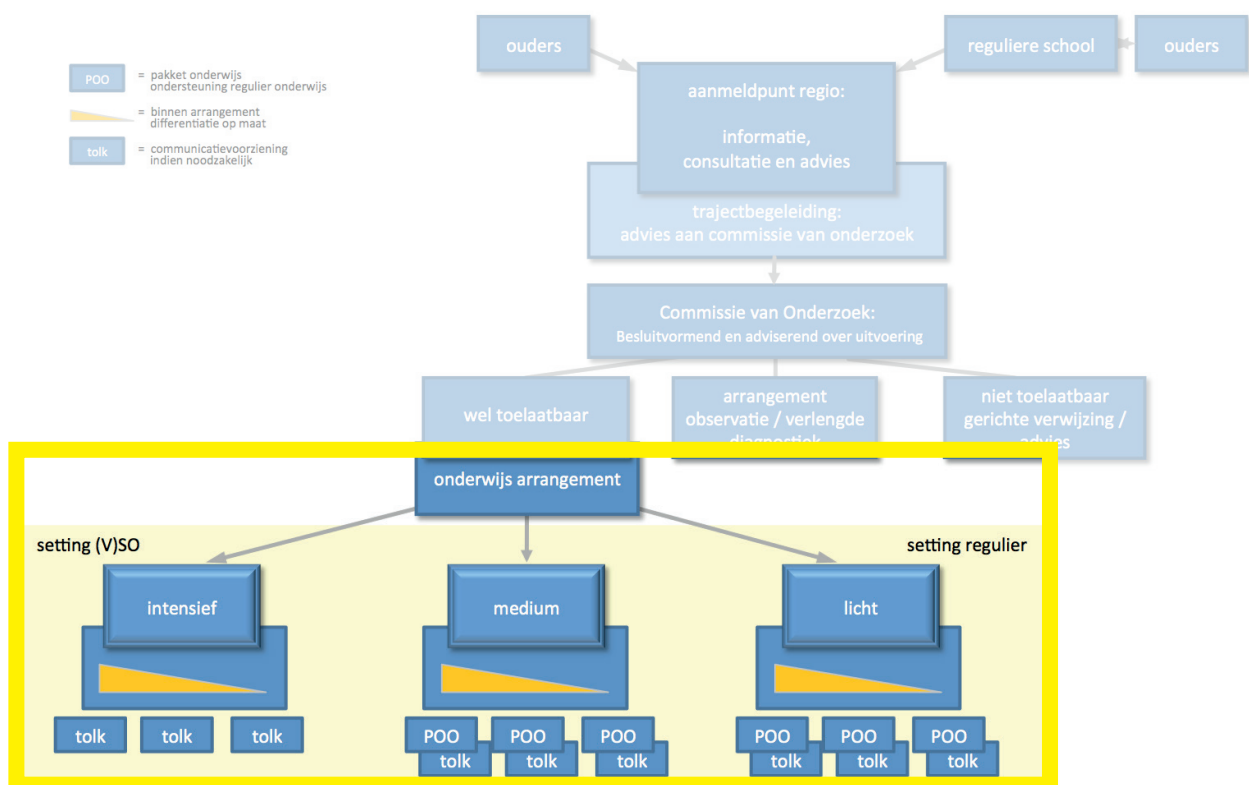 ouders
reguliere school
ouders
POO
= pakket onderwijs
ondersteuning regulier onderwijs
= binnen arrangement
differentiatie op maat
tolk
= communicatievoorziening
indien noodzakelijk
aanmeldpunt regio:
informatie,
consultatie en advies
trajectbegeleiding:
advies aan commissie van onderzoek
Commissie van Onderzoek:
Besluitvormend en adviserend over uitvoering
wel toelaatbaar
arrangement
observatie / verlengde
diagnostiek
niet toelaatbaar
gerichte verwijzing /
advies
onderwijs arrangement
setting (V)SO
setting regulier
intensief
medium
licht
tolk
tolk
tolk
POO
tolk
POO
tolk
POO
tolk
POO
tolk
POO
tolk
POO
tolk